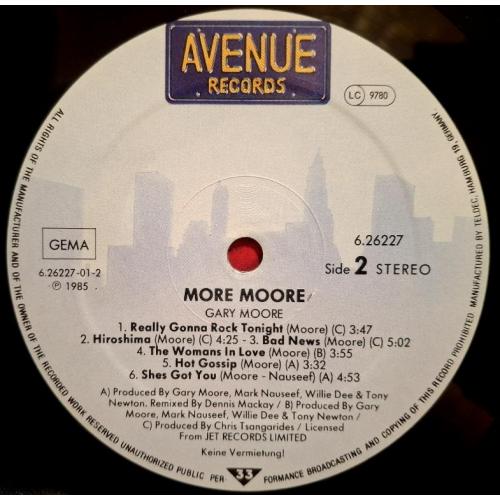 AVENUE
RECORDS
LC 9780
GEMA
6.26227-01-2
℗ 1985
6.26227
Side 2 STEREO
MORE MOORE
GARY MOORE
1. Really Gonna Rock Tonight (Moore) (C) 3:47
2. Hiroshima (Moore) (C) 4:25 - 3. Bad News (Moore) (C) 5:02
4. The Womans In Love (Moore) (B) 3:55
5. Hot Gossip (Moore) (A) 3:32
6. Shes Got You (Moore - Nauseef) (A) 4:53
A) Produced By Gary Moore, Mark Nauseef, Willie Dee & Tony
Newton. Remixed By Dennis Mackay / B) Produced By Gary
Moore, Mark Nauseef, Willie Dee & Tony Newton /
C) Produced By Chris Tsangarides / Licensed
From JET RECORDS LIMITED
Keine Vermietung!
33
ALL RIGHTS OF THE MANUFACTURER AND OF THE OWNER OF THE RECORDED WORK RESERVED UNAUTHORIZED PUBLIC PERFORMANCE BROADCASTING AND COPYING OF THIS RECORD PROHIBITED MANUFACTURED BY TELDEC, HAMBURG 19, GERMANY.